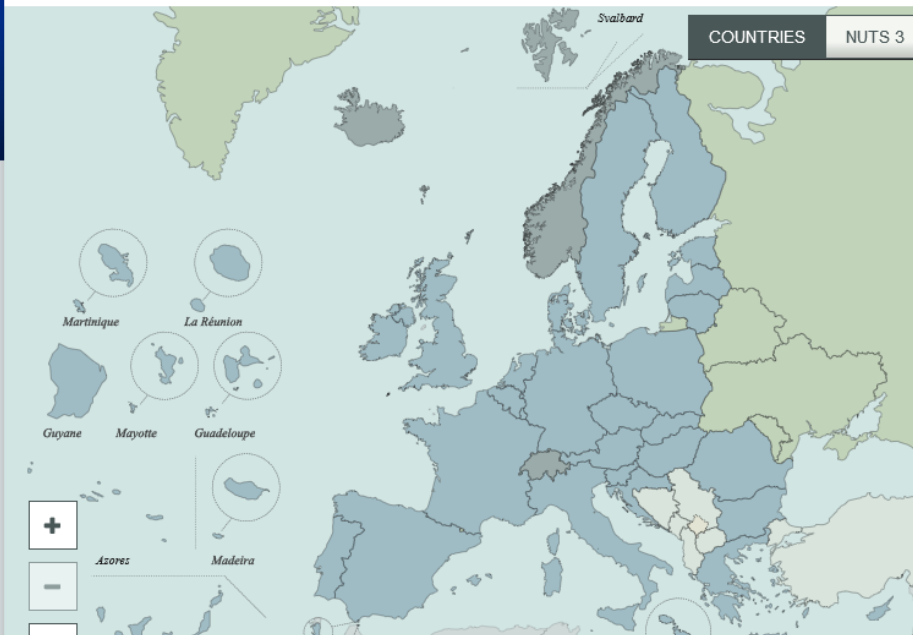 Svalbard
COUNTRIES
NUTS 3
Martinique
La Réunion
Guyane
Mayotte
Guadeloupe
+
Azores
Madeira
−